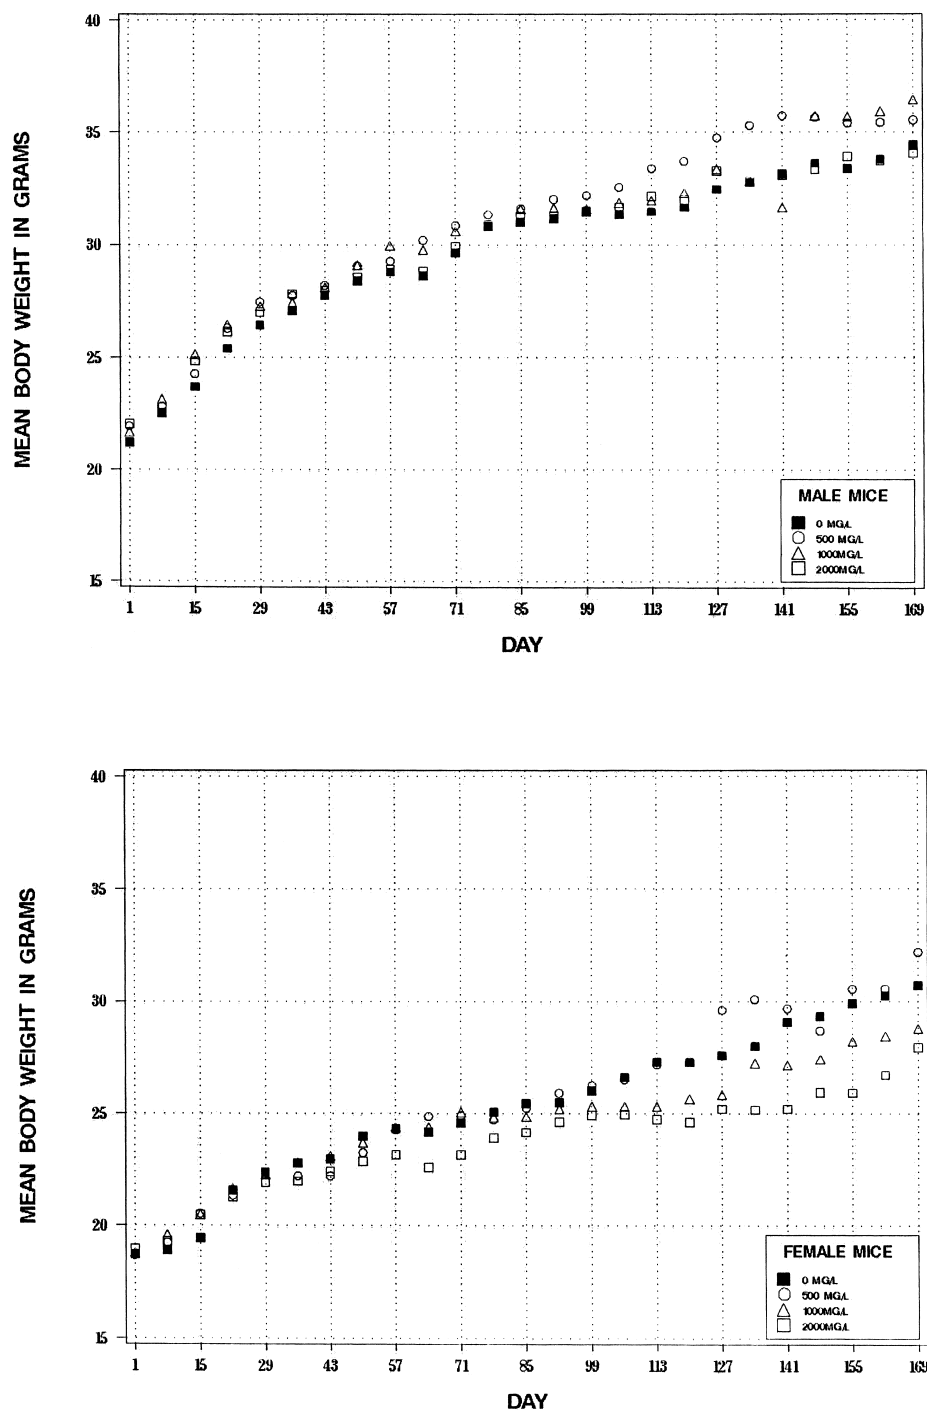 MEAN BODY WEIGHT IN GRAMS
40
35
30
25
20
15
MALE MICE
0 MG/L
500 MG/L
1000MG/L
2000MG/L
1 15 29 43 57 71 85 99 113 127 141 155 169
DAY
MEAN BODY WEIGHT IN GRAMS
40
35
30
25
20
15
FEMALE MICE
0 MG/L
500 MG/L
1000MG/L
2000MG/L
1 15 29 43 57 71 85 99 113 127 141 155 169
DAY